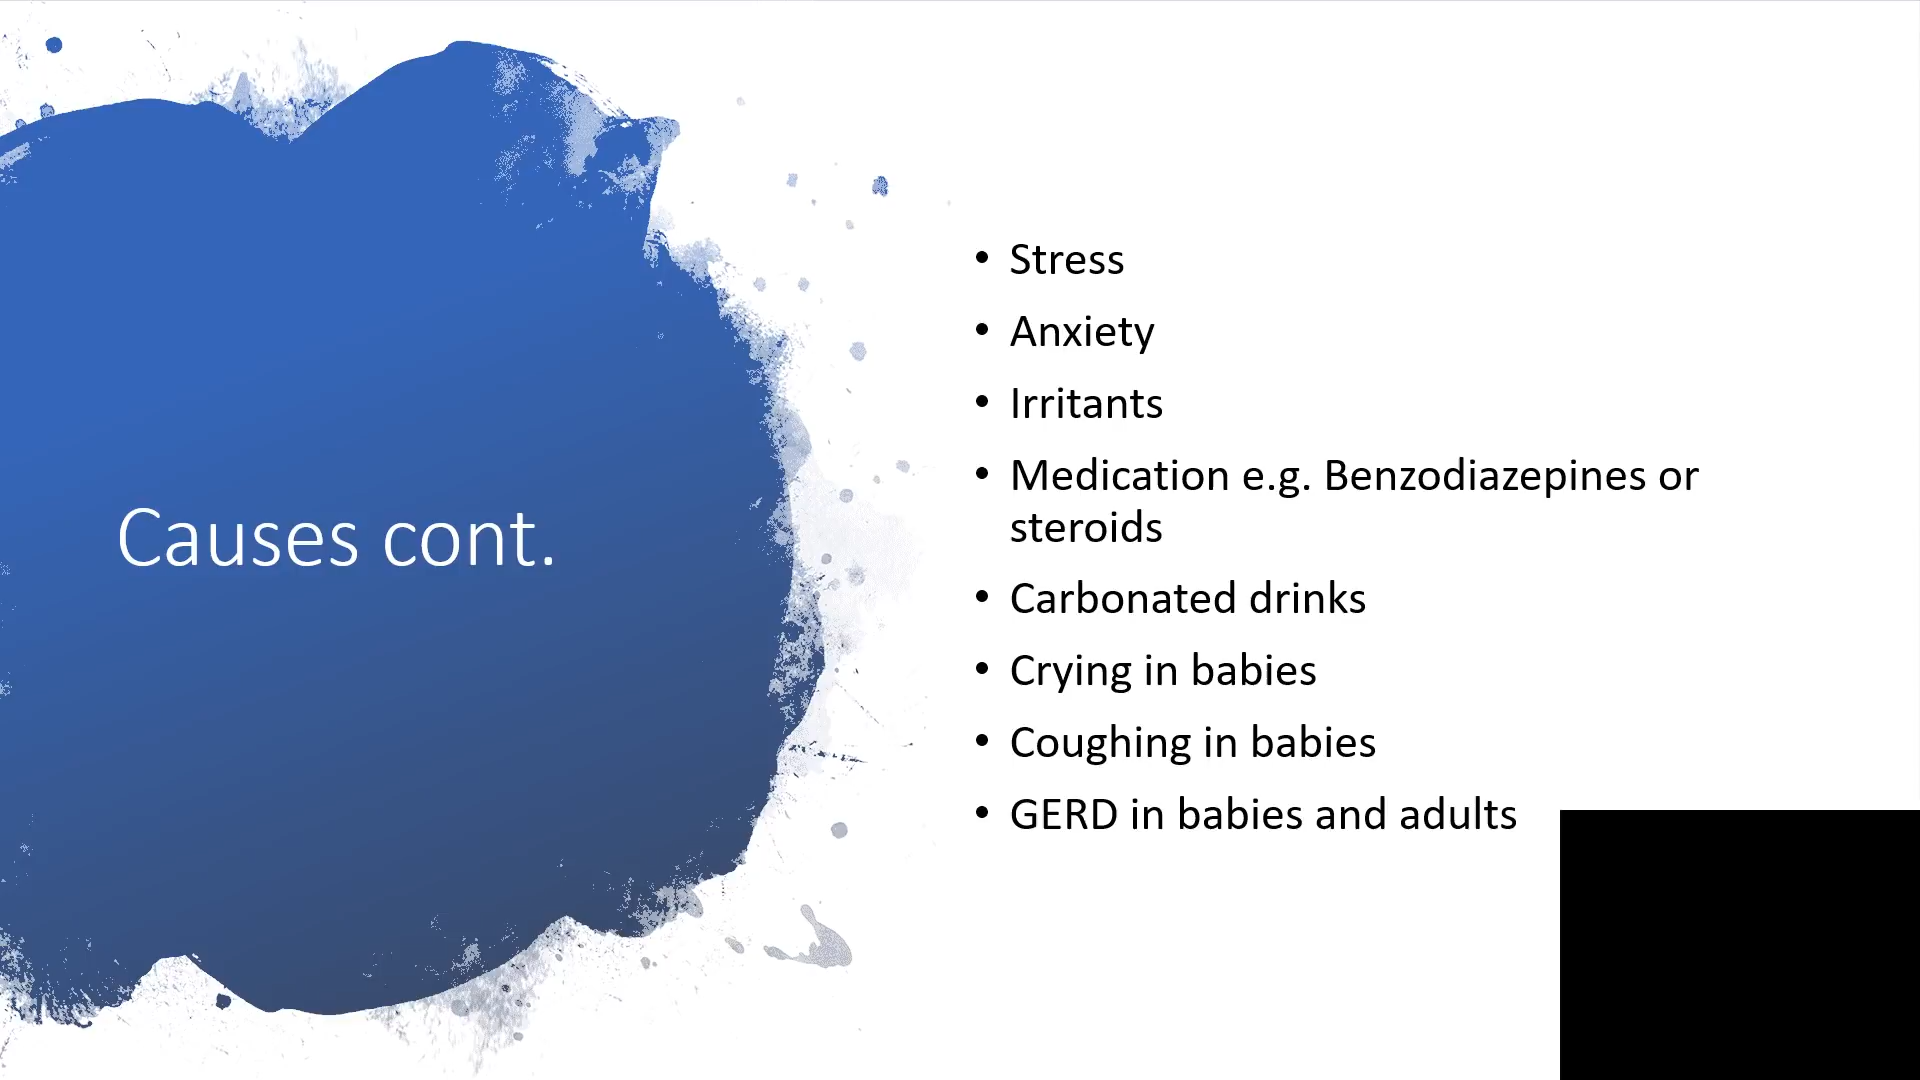 Causes cont.
• Stress
• Anxiety
• Irritants
• Medication e.g. Benzodiazepines or
steroids
• Carbonated drinks
• Crying in babies
• Coughing in babies
• GERD in babies and adults